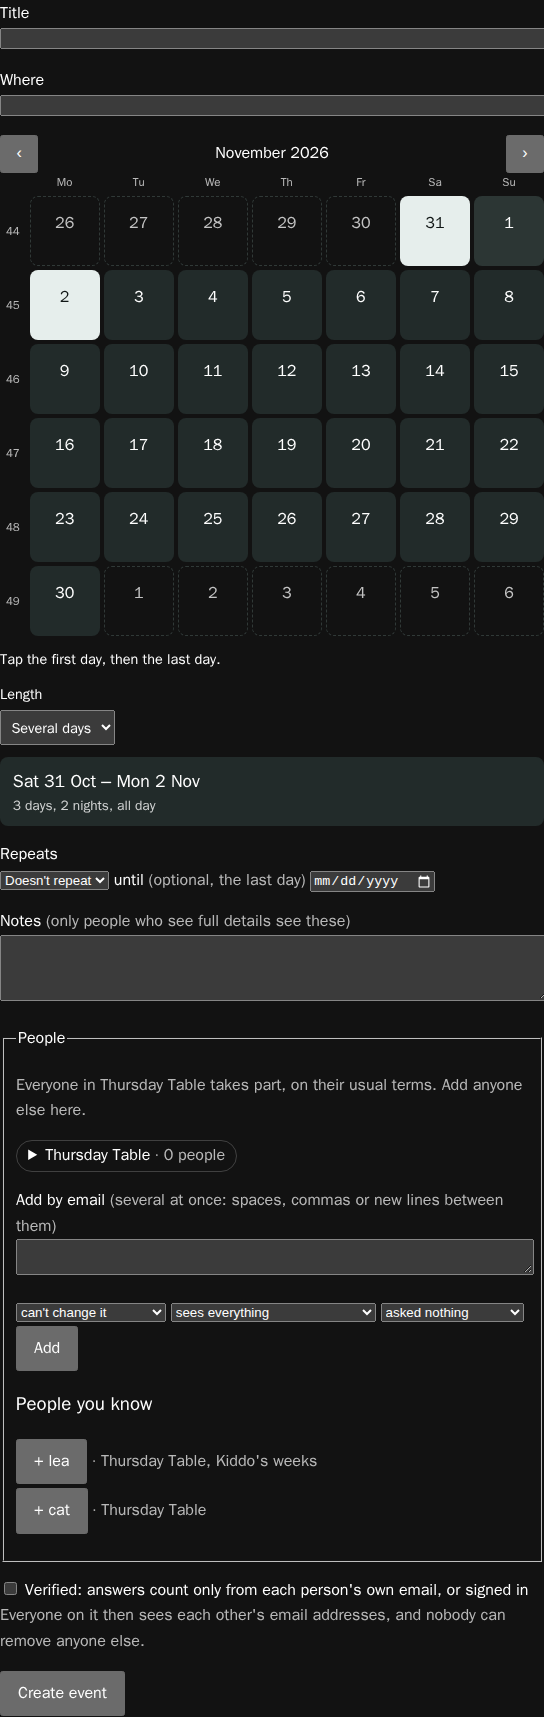 Title
Where
‹ November 2026 ›
Mo Tu We Th Fr Sa Su
44 26 27 28 29 30 31 1
45 2 3 4 5 6 7 8
46 9 10 11 12 13 14 15
47 16 17 18 19 20 21 22
48 23 24 25 26 27 28 29
49 30 1 2 3 4 5 6
Tap the first day, then the last day.
Length
Several days
Sat 31 Oct – Mon 2 Nov
3 days, 2 nights, all day
Repeats
Doesn't repeat until (optional, the last day) mm/dd/yyyy
Notes (only people who see full details see these)
People
Everyone in Thursday Table takes part, on their usual terms. Add anyone
else here.
▶ Thursday Table · 0 people
Add by email (several at once: spaces, commas or new lines between
them)
can't change it sees everything asked nothing
Add
People you know
+ lea · Thursday Table, Kiddo's weeks
+ cat · Thursday Table
Verified: answers count only from each person's own email, or signed in
Everyone on it then sees each other's email addresses, and nobody can
remove anyone else.
Create event